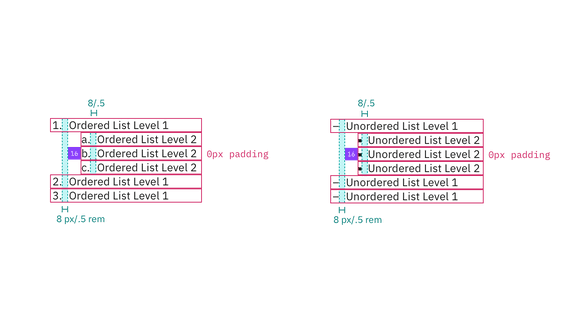 8/.5
1. Ordered List Level 1
a. Ordered List Level 2
16 b. Ordered List Level 2 0px padding
c. Ordered List Level 2
2. Ordered List Level 1
3. Ordered List Level 1
8 px/.5 rem
8/.5
– Unordered List Level 1
▪ Unordered List Level 2
16 ▪ Unordered List Level 2 0px padding
▪ Unordered List Level 2
– Unordered List Level 1
– Unordered List Level 1
8 px/.5 rem